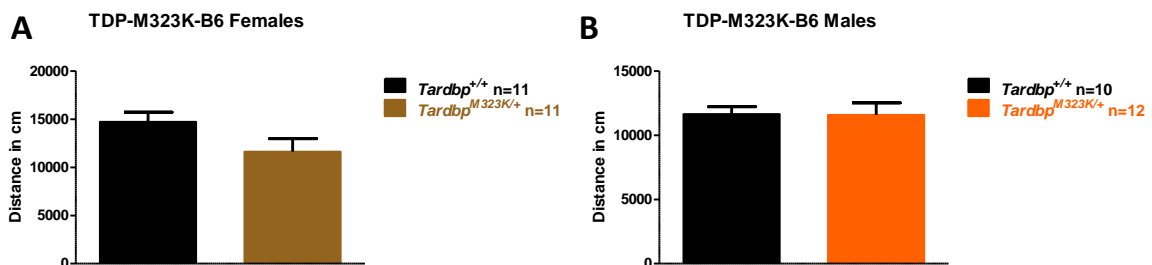 A
TDP-M323K-B6 Females
20000
15000
10000
5000
0
Distance in cm
Tardbp+/+ n=11
TardbpM323K/+ n=11
B
TDP-M323K-B6 Males
15000
10000
5000
0
Distance in cm
Tardbp+/+ n=10
TardbpM323K/+ n=12